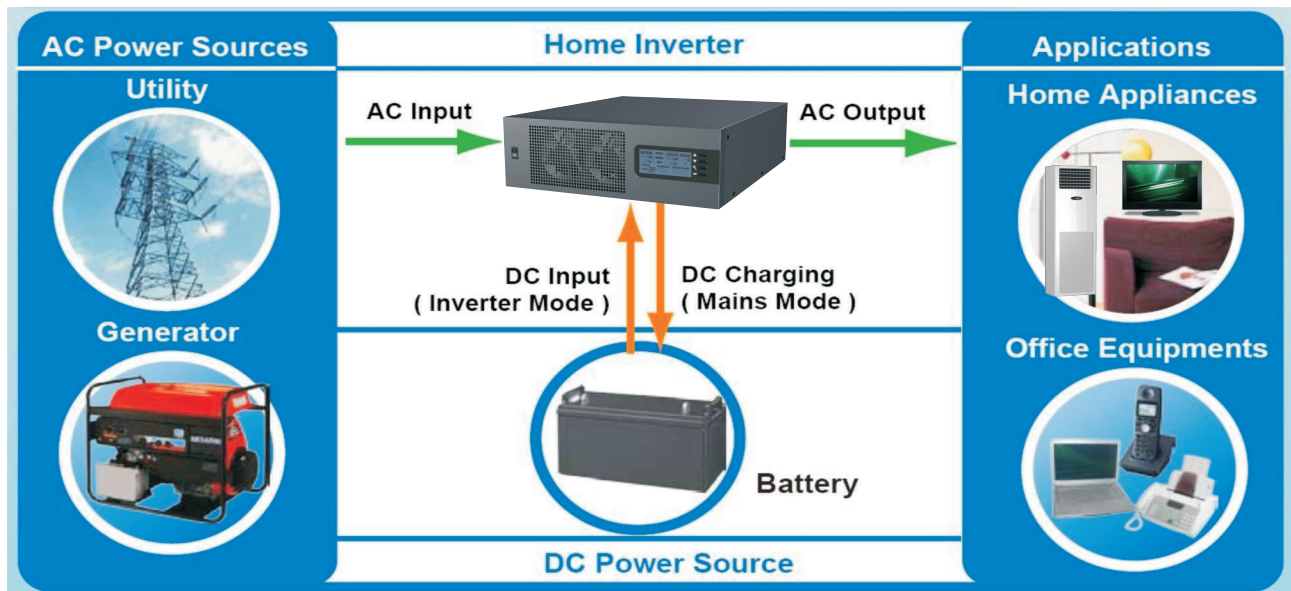 AC Power Sources
Utility
Generator
Home Inverter
AC Input
AC Output
DC Input
( Inverter Mode )
DC Charging
( Mains Mode )
Battery
DC Power Source
Applications
Home Appliances
Office Equipments